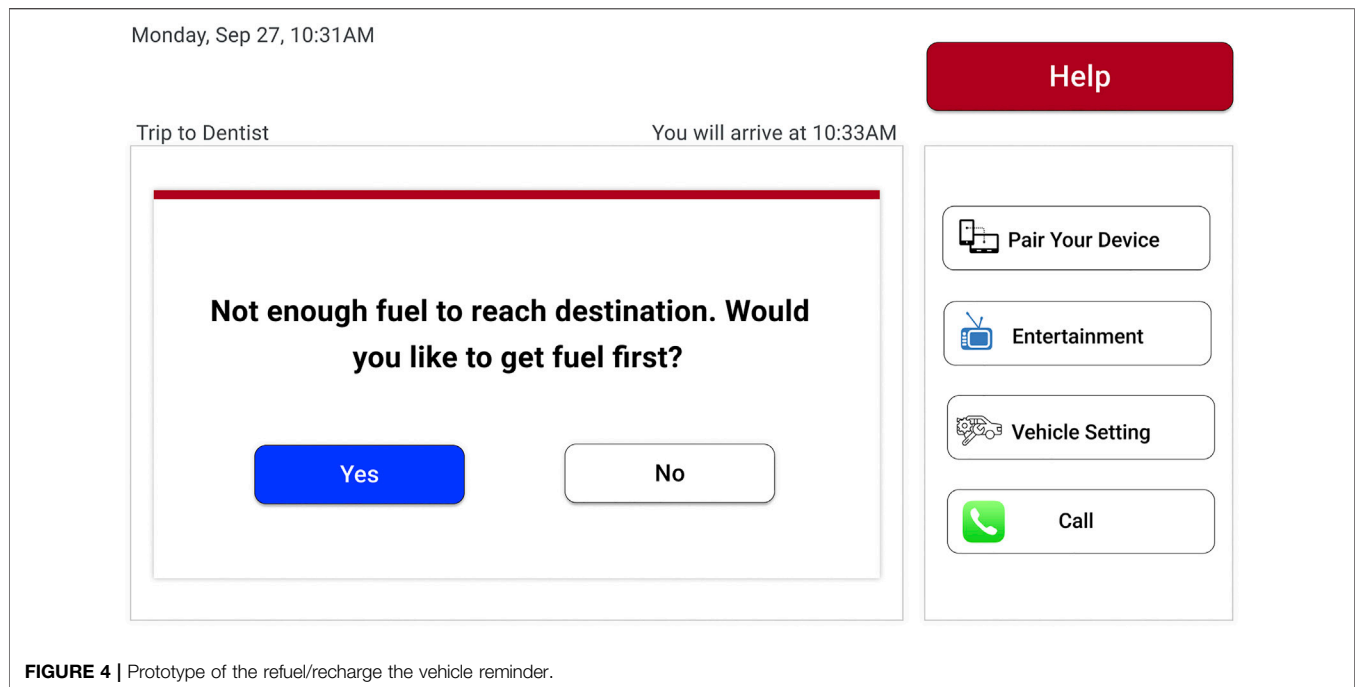 Monday, Sep 27, 10:31AM
Help
Trip to Dentist
You will arrive at 10:33AM
Not enough fuel to reach destination. Would
you like to get fuel first?
Yes
No
Pair Your Device
Entertainment
Vehicle Setting
Call
FIGURE 4 | Prototype of the refuel/recharge the vehicle reminder.